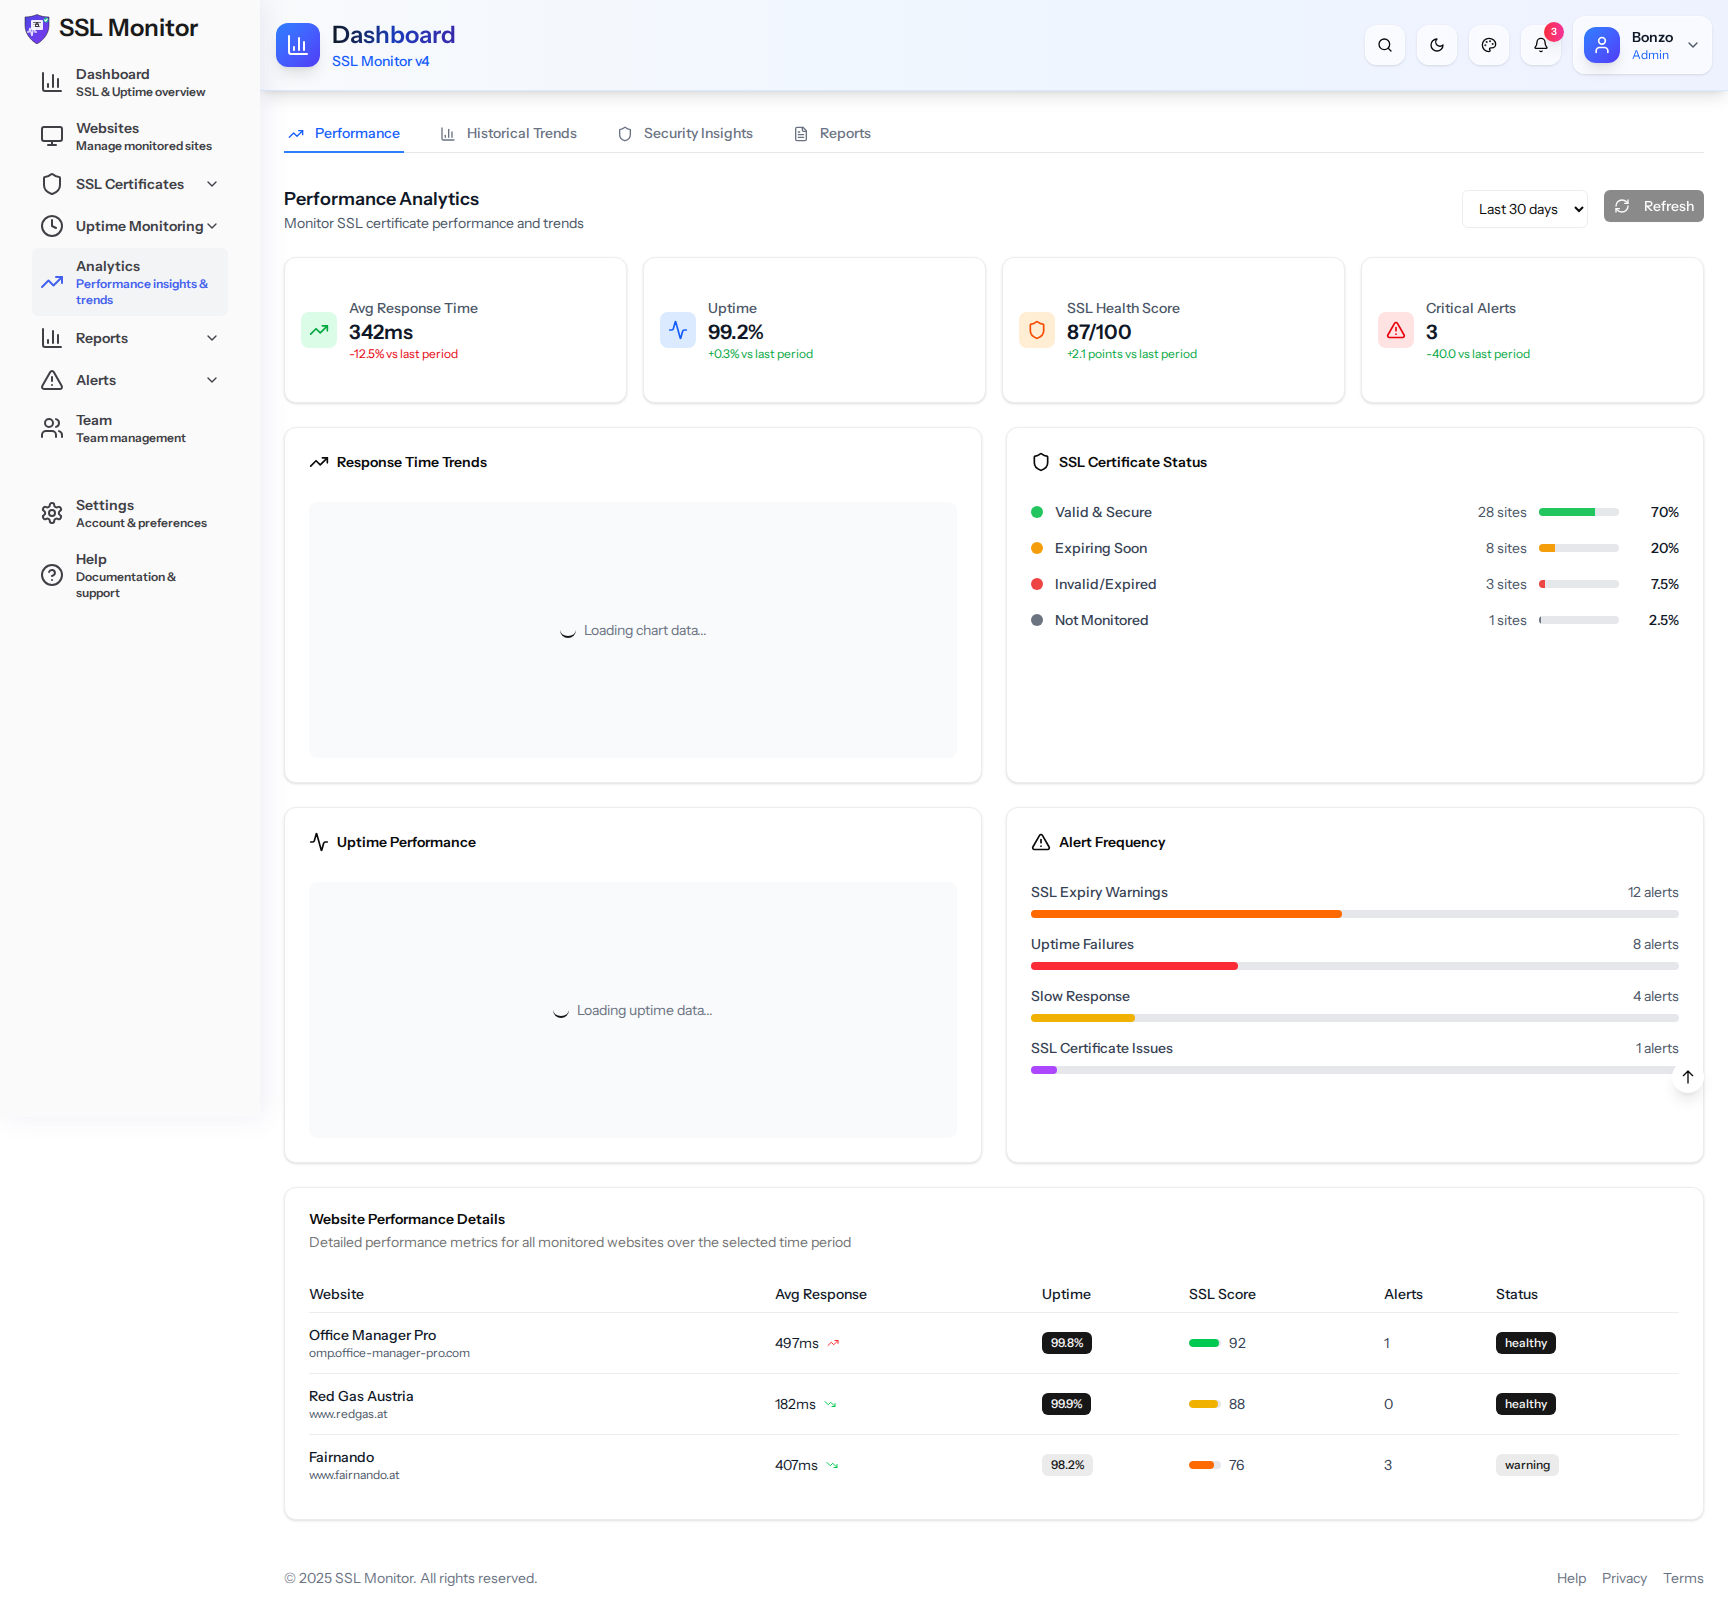 SSL Monitor
Dashboard
SSL & Uptime overview
Websites
Manage monitored sites
SSL Certificates
Uptime Monitoring
Analytics
Performance insights &
trends
Reports
Alerts
Team
Team management
Settings
Account & preferences
Help
Documentation &
support
Dashboard
SSL Monitor v4
3
Bonzo
Admin
Performance
Historical Trends
Security Insights
Reports
Performance Analytics
Monitor SSL certificate performance and trends
Last 30 days
Refresh
Avg Response Time
342ms
-12.5% vs last period
Uptime
99.2%
+0.3% vs last period
SSL Health Score
87/100
+2.1 points vs last period
Critical Alerts
3
-40.0 vs last period
Response Time Trends
Loading chart data...
SSL Certificate Status
Valid & Secure 28 sites 70%
Expiring Soon 8 sites 20%
Invalid/Expired 3 sites 7.5%
Not Monitored 1 sites 2.5%
Uptime Performance
Loading uptime data...
Alert Frequency
SSL Expiry Warnings 12 alerts
Uptime Failures 8 alerts
Slow Response 4 alerts
SSL Certificate Issues 1 alerts
Website Performance Details
Detailed performance metrics for all monitored websites over the selected time period
Website Avg Response Uptime SSL Score Alerts Status
Office Manager Pro
omp.office-manager-pro.com
497ms 99.8% 92 1 healthy
Red Gas Austria
www.redgas.at
182ms 99.9% 88 0 healthy
Fairnando
www.fairnando.at
407ms 98.2% 76 3 warning
© 2025 SSL Monitor. All rights reserved.
Help Privacy Terms